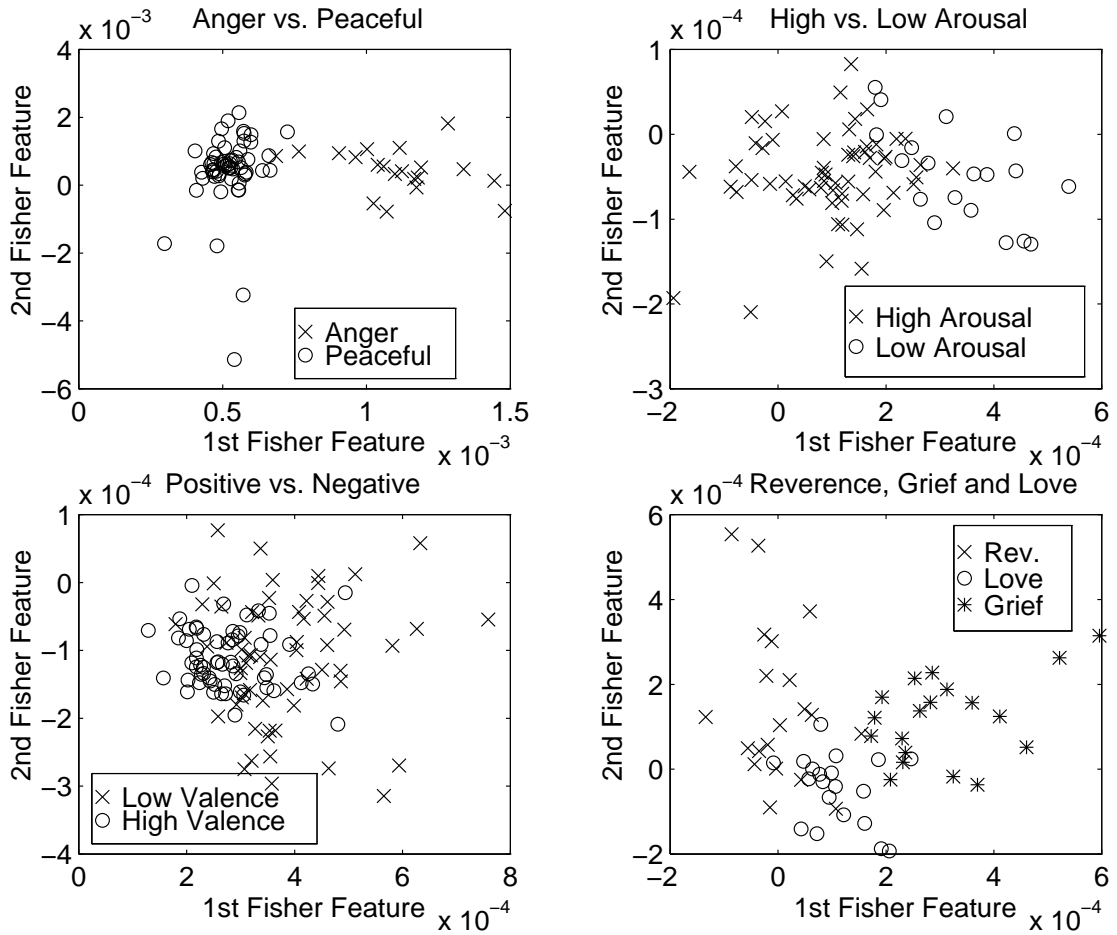 Anger vs. Peaceful
x 10−3
4
2
0
−2
−4
−6
0
0.5
1
1.5
x 10−3
1st Fisher Feature
2nd Fisher Feature
Anger
Peaceful
High vs. Low Arousal
x 10−4
1
0
−1
−2
−3
−2
0
2
4
6
x 10−4
1st Fisher Feature
2nd Fisher Feature
High Arousal
Low Arousal
Positive vs. Negative
x 10−4
1
0
−1
−2
−3
−4
0
2
4
6
8
x 10−4
1st Fisher Feature
2nd Fisher Feature
Low Valence
High Valence
Reverence, Grief and Love
x 10−4
6
4
2
0
−2
−2
0
2
4
6
x 10−4
1st Fisher Feature
2nd Fisher Feature
Rev.
Love
Grief